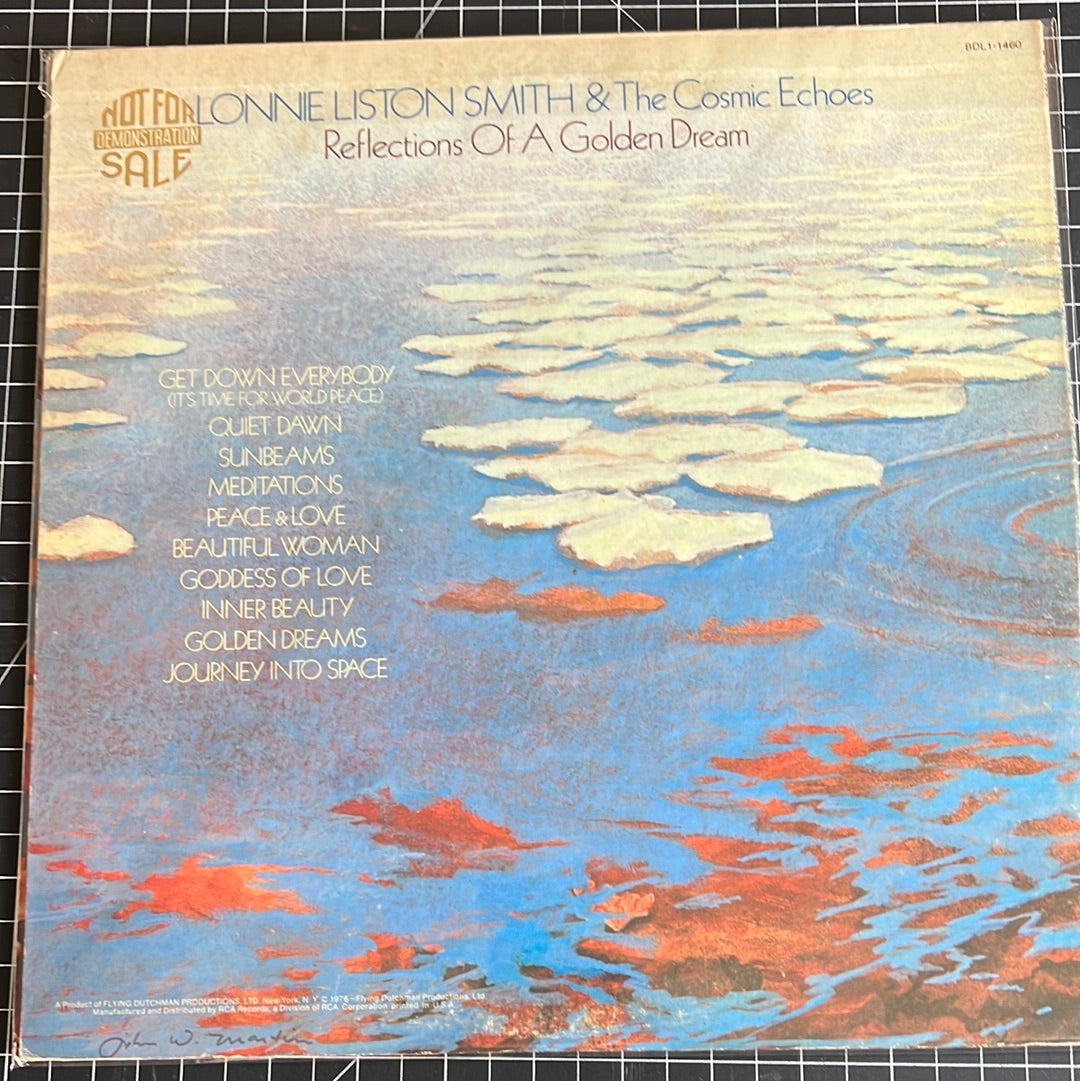 BDL1-1460
NOT FOR
DEMONSTRATION
SALE
LONNIE LISTON SMITH & The Cosmic Echoes
Reflections Of A Golden Dream
GET DOWN EVERYBODY
(IT'S TIME FOR WORLD PEACE)
QUIET DAWN
SUNBEAMS
MEDITATIONS
PEACE & LOVE
BEAUTIFUL WOMAN
GODDESS OF LOVE
INNER BEAUTY
GOLDEN DREAMS
JOURNEY INTO SPACE
A Product of FLYING DUTCHMAN PRODUCTIONS, LTD. New York, N. Y. © 1976-Flying Dutchman Productions, Ltd.
Manufactured and Distributed by RCA Records, a Division of RCA Corporation printed in U.S.A.
John W. Martin